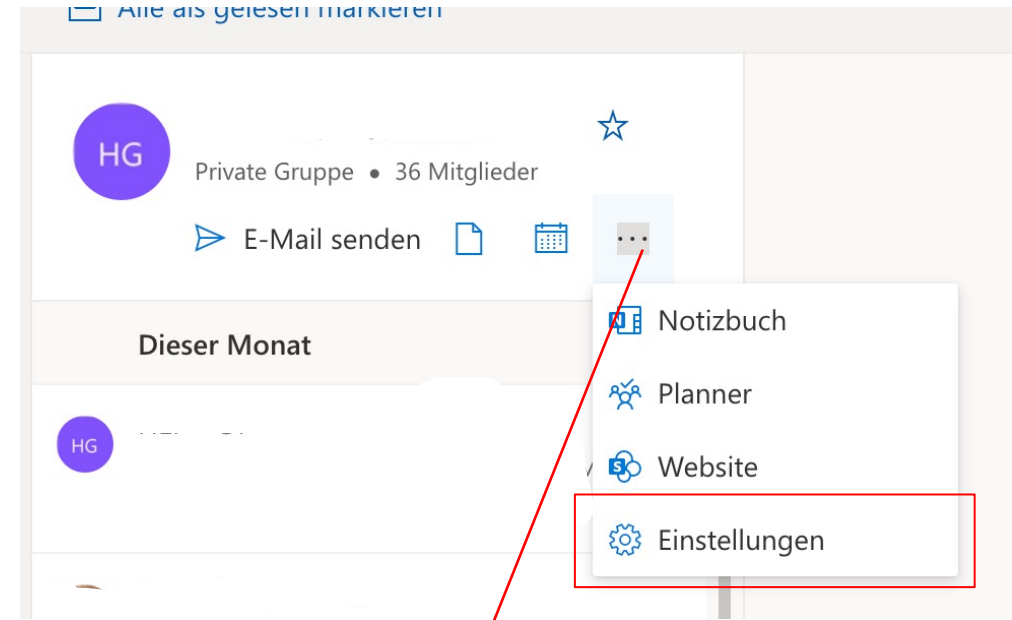 Alle als gelesen markieren
HG
Private Gruppe • 36 Mitglieder
E-Mail senden
...
Notizbuch
Dieser Monat
Planner
HG
Website
Einstellungen